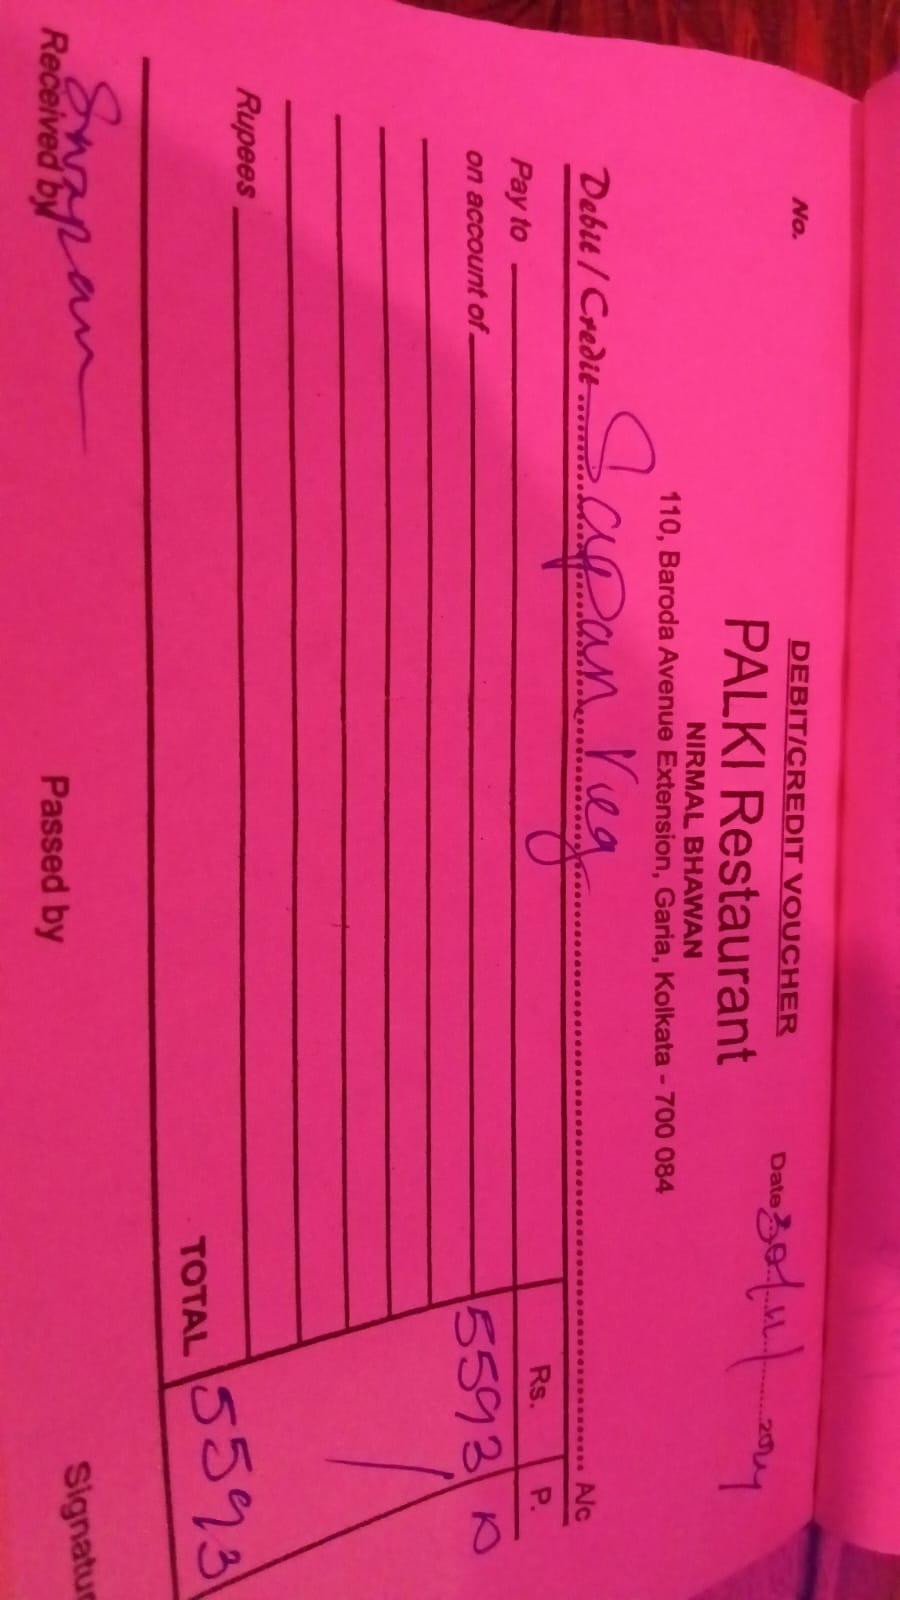 DEBIT/CREDIT VOUCHER
No.
PALKI Restaurant
Date 30/11/2024
NIRMAL BHAWAN
110, Baroda Avenue Extension, Garia, Kolkata - 700 084
Debit / Credit Sapan Veg A/c
Rs. P.
Pay to
on account of 5593
Rupees
TOTAL 5593
Swapan
Received by Passed by Signatur